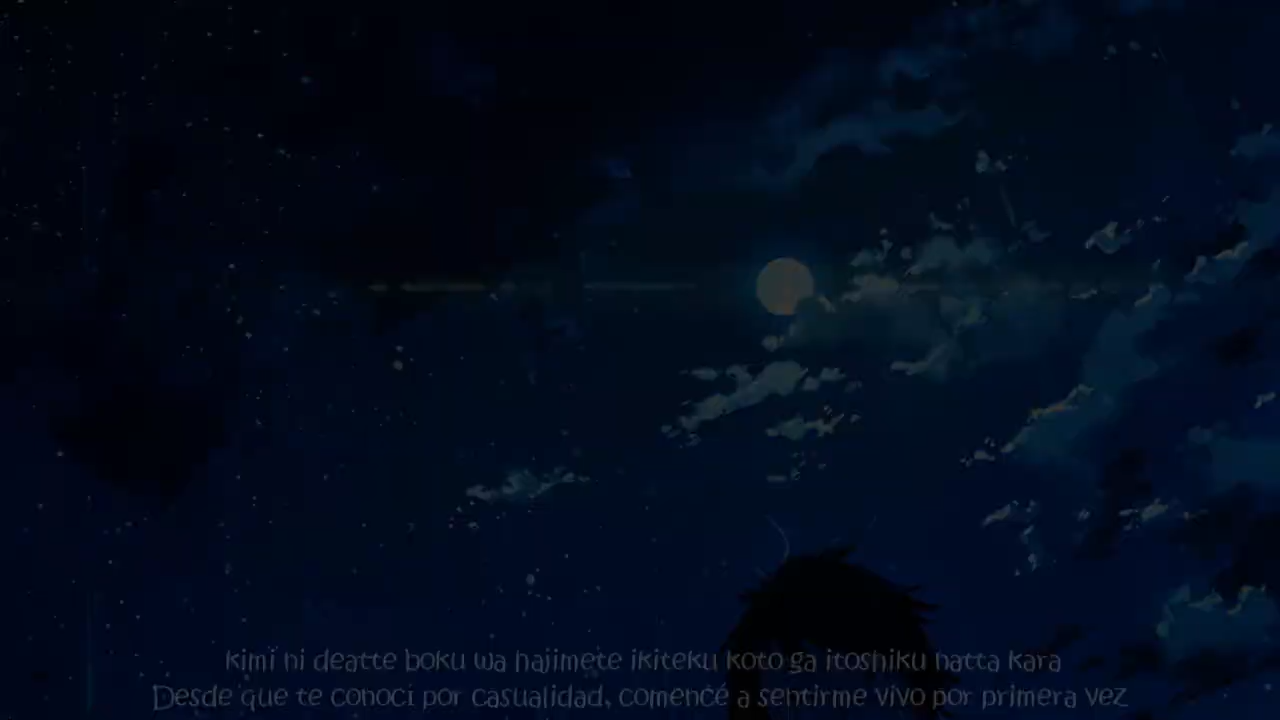 kimi ni deatte boku wa hajimete ikiteku koto ga itoshiku natta kara
Desde que te conocí por casualidad, comencé a sentirme vivo por primera vez